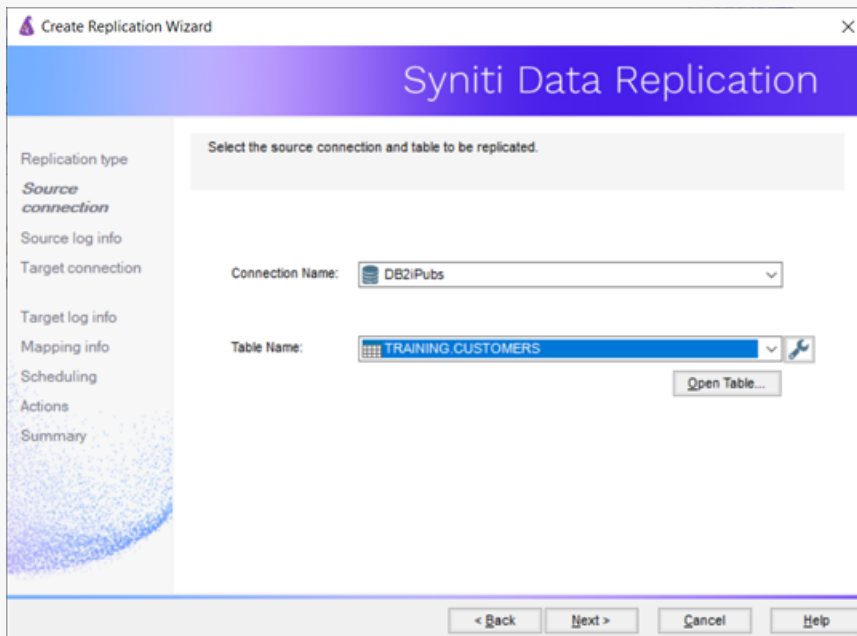 Create Replication Wizard
Syniti Data Replication
Replication type
Source
connection
Source log info
Target connection
Target log info
Mapping info
Scheduling
Actions
Summary
Select the source connection and table to be replicated.
Connection Name: DB2iPubs
Table Name: TRAINING.CUSTOMERS
Open Table...
< Back Next > Cancel Help